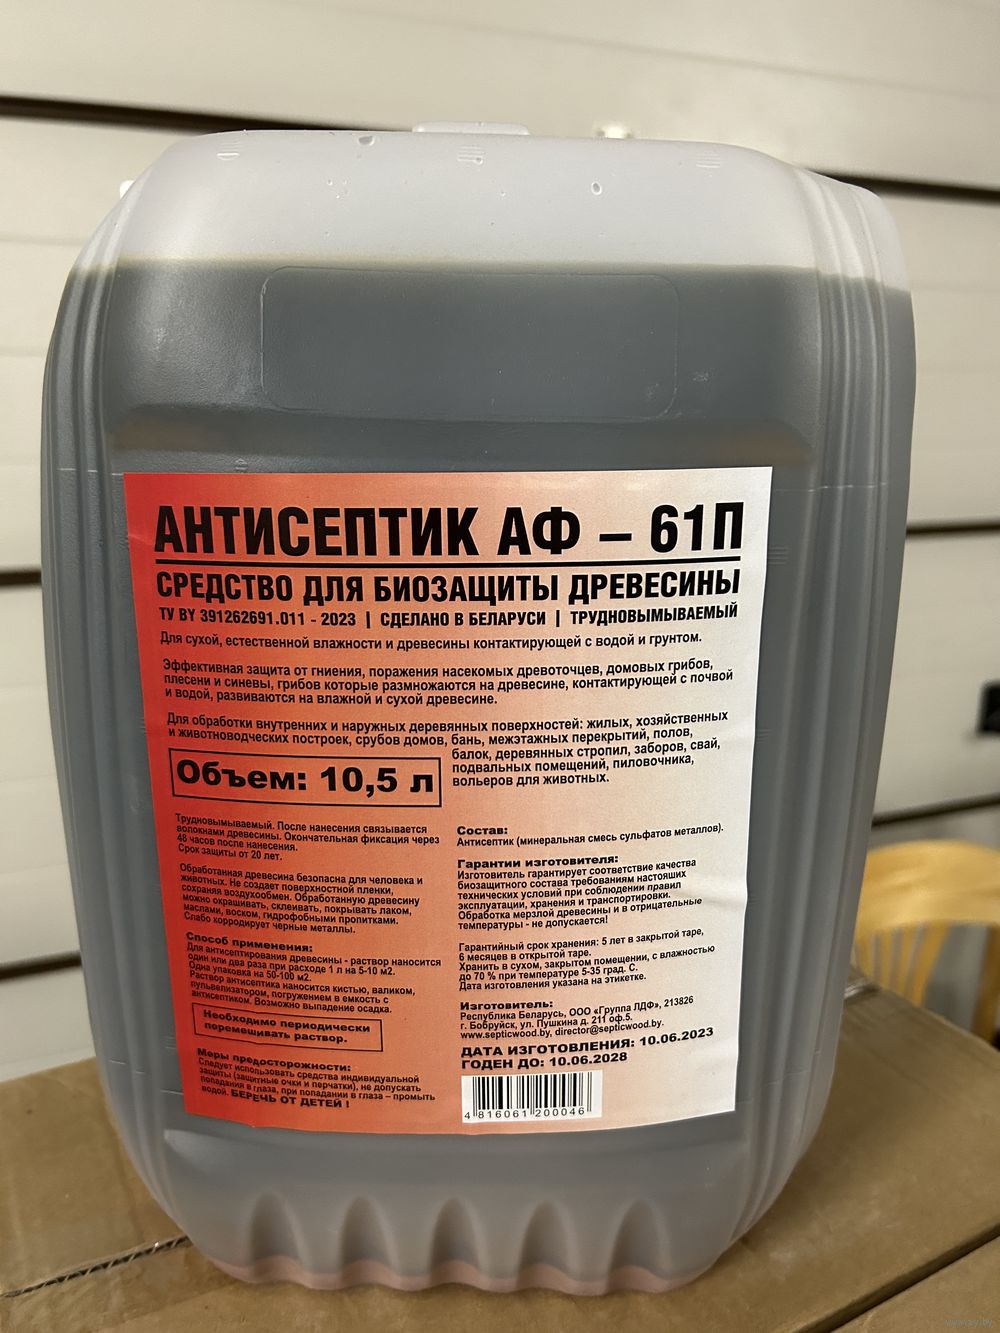 АНТИСЕПТИК АФ – 61П
СРЕДСТВО ДЛЯ БИОЗАЩИТЫ ДРЕВЕСИНЫ
ТУ BY 391262691.011 - 2023 | СДЕЛАНО В БЕЛАРУСИ | ТРУДНОВЫМЫВАЕМЫЙ
Для сухой, естественной влажности и древесины контактирующей с водой и грунтом.
Эффективная защита от гниения, поражения насекомых древоточцев, домовых грибов,
плесени и синевы, грибов которые размножаются на древесине, контактирующей с почвой
и водой, развиваются на влажной и сухой древесине.
Для обработки внутренних и наружных деревянных поверхностей: жилых, хозяйственных
и животноводческих построек, срубов домов, бань, межэтажных перекрытий, полов,
балок, деревянных стропил, заборов, свай,
подвальных помещений, пиловочника,
вольеров для животных.
Объем: 10,5 л
Трудновымываемый. После нанесения связывается
волокнами древесины. Окончательная фиксация через
48 часов после нанесения.
Срок защиты от 20 лет.
Обработанная древесина безопасна для человека и
животных. Не создает поверхностной пленки,
сохраняя воздухообмен. Обработанную древесину
можно окрашивать, склеивать, покрывать лаком,
маслами, воском, гидрофобными пропитками.
Слабо корродирует черные металлы.
Способ применения:
Для антисептирования древесины - раствор наносится
один или два раза при расходе 1 л на 5-10 м2.
Одна упаковка на 50-100 м2.
Раствор антисептика наносится кистью, валиком,
пульвелизатором, погружением в емкость с
антисептиком. Возможно выпадение осадка.
Необходимо периодически
перемешивать раствор.
Меры предосторожности:
Следует использовать средства индивидуальной
защиты (защитные очки и перчатки), не допускать
попадания в глаза, при попадании в глаза – промыть
водой. БЕРЕЧЬ ОТ ДЕТЕЙ !
Состав:
Антисептик (минеральная смесь сульфатов металлов).
Гарантии изготовителя:
Изготовитель гарантирует соответствие качества
биозащитного состава требованиям настояших
технических условий при соблюдении правил
эксплуатации, хранения и транспортировки.
Обработка мерзлой древесины и в отрицательные
температуры - не допускается!
Гарантийный срок хранения: 5 лет в закрытой таре,
6 месяцев в открытой таре.
Хранить в сухом, закрытом помещении, с влажностью
до 70 % при температуре 5-35 град. С.
Дата изготовления указана на этикетке.
Изготовитель:
Республика Беларусь, ООО «Группа ЛДФ», 213826
г. Бобруйск, ул. Пушкина д. 211 оф.5.
www.septicwood.by, director@septicwood.by.
ДАТА ИЗГОТОВЛЕНИЯ: 10.06.2023
ГОДЕН ДО: 10.06.2028
4 816061 200046